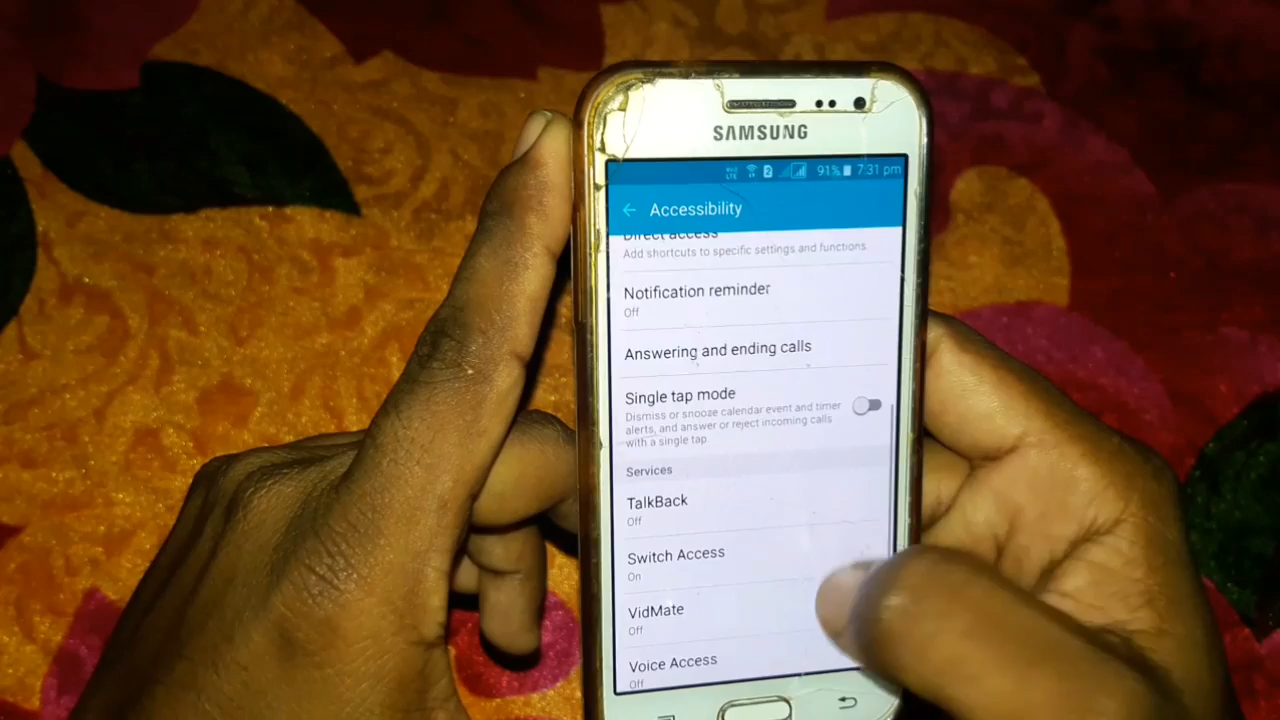 SAMSUNG
LTE 2 91% 7:31 pm
Accessibility
Direct access
Add shortcuts to specific settings and functions.
Notification reminder
Off
Answering and ending calls
Single tap mode
Dismiss or snooze calendar event and timer
alerts, and answer or reject incoming calls
with a single tap
Services
TalkBack
Off
Switch Access
On
VidMate
Off
Voice Access
Off